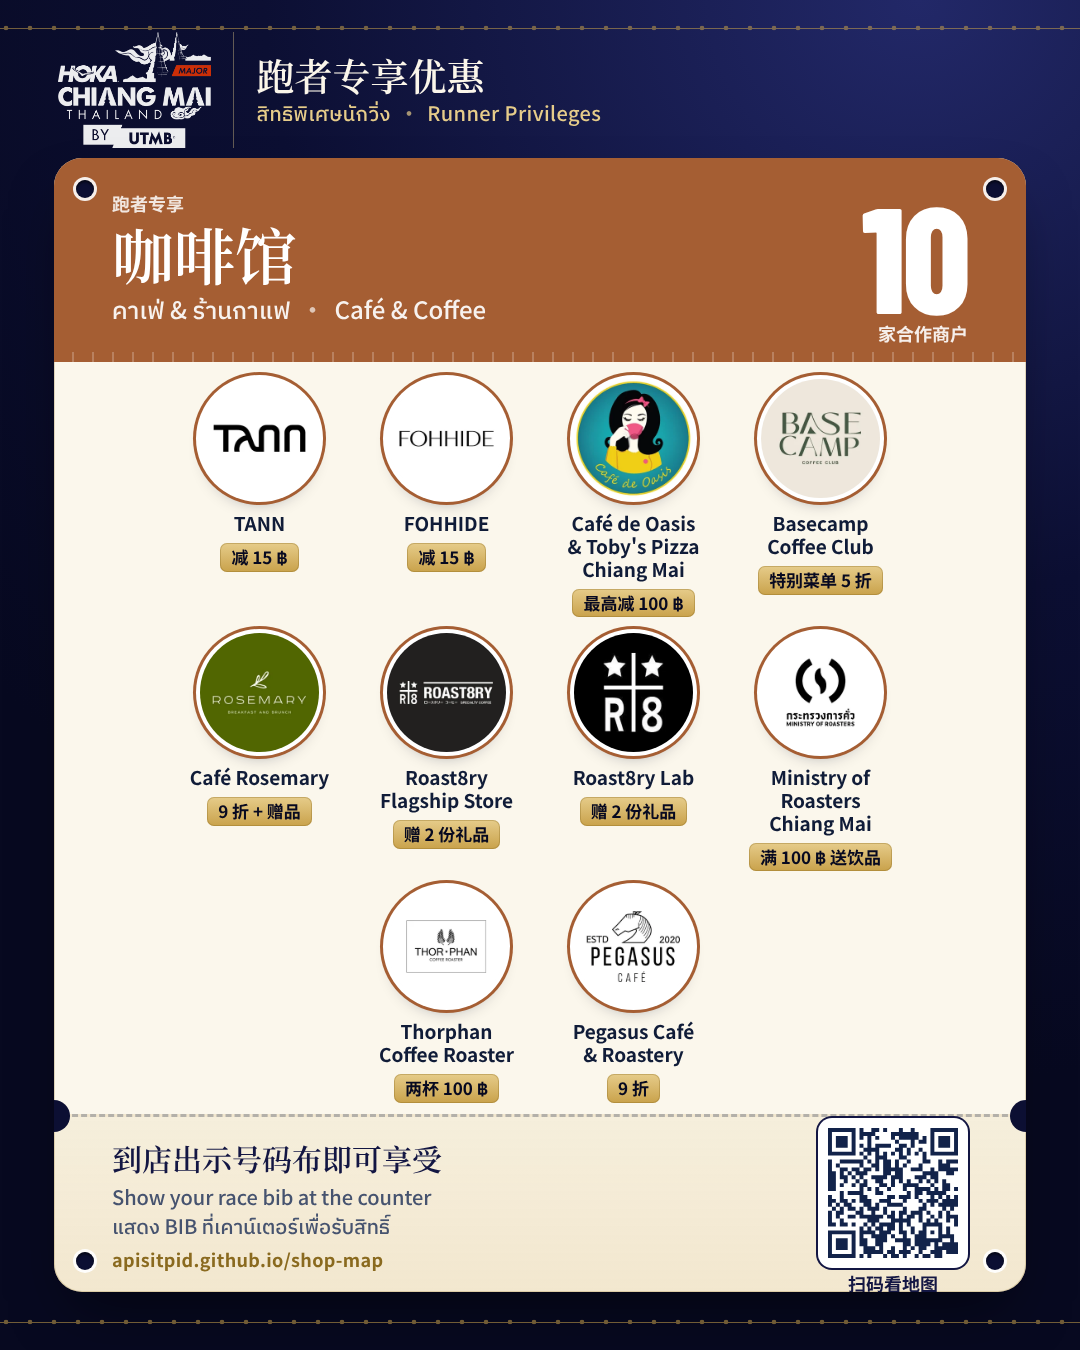 HOKA
MAJOR
CHIANG MAI
THAILAND
BY UTMB
跑者专享优惠
สิทธิพิเศษนักวิ่ง • Runner Privileges
跑者专享
咖啡馆
คาเฟ่ & ร้านกาแฟ • Café & Coffee
10
家合作商户
TANN
TANN
减 15 ฿
FOHHIDE
FOHHIDE
减 15 ฿
Café de Oasis
Café de Oasis
& Toby's Pizza
Chiang Mai
最高减 100 ฿
BASE
CAMP
COFFEE CLUB
Basecamp
Coffee Club
特别菜单 5 折
ROSEMARY
BREAKFAST AND BRUNCH
Café Rosemary
9 折 + 赠品
R8
ROAST8RY
Roast8ry
Flagship Store
赠 2 份礼品
R8
Roast8ry Lab
赠 2 份礼品
กระทรวงการคั่ว
MINISTRY OF ROASTERS
Ministry of
Roasters
Chiang Mai
满 100 ฿ 送饮品
THOR•PHAN
COFFEE ROASTER
Thorphan
Coffee Roaster
两杯 100 ฿
ESTD 2020
PEGASUS
CAFÉ
Pegasus Café
& Roastery
9 折
到店出示号码布即可享受
Show your race bib at the counter
แสดง BIB ที่เคาน์เตอร์เพื่อรับสิทธิ์
apisitpid.github.io/shop-map
扫码看地图